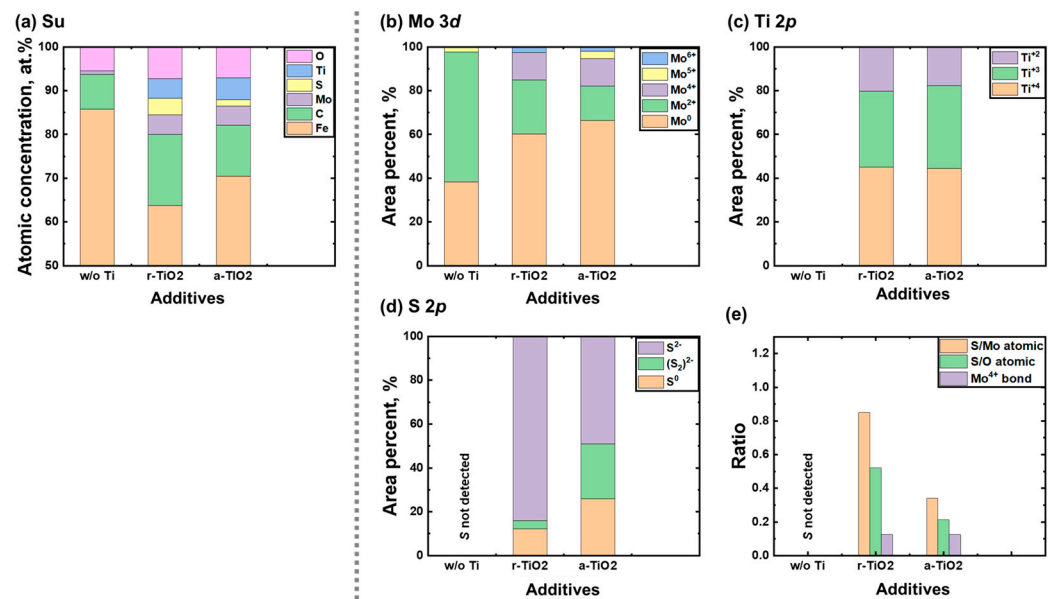 (a) Su
Atomic concentration, at.%
100
90
80
70
60
50
O
Ti
S
Mo
C
Fe
w/o Ti
r-TiO2
a-TIO2
Additives
(b) Mo 3d
Area percent, %
100
80
60
40
20
0
Mo⁶⁺
Mo⁵⁺
Mo⁴⁺
Mo²⁺
Mo⁰
w/o Ti
r-TiO2
a-TiO2
Additives
(c) Ti 2p
Area percent, %
100
80
60
40
20
0
Ti⁺²
Ti⁺³
Ti⁺⁴
w/o Ti
r-TiO2
a-TiO2
Additives
(d) S 2p
Area percent, %
100
80
60
40
20
0
S²⁻
(S₂)²⁻
S⁰
S not detected
w/o Ti
r-TiO2
a-TiO2
Additives
(e)
Ratio
1.2
1.0
0.8
0.6
0.4
0.2
0.0
S/Mo atomic
S/O atomic
Mo⁴⁺ bond
S not detected
w/o Ti
r-TiO2
a-TiO2
Additives